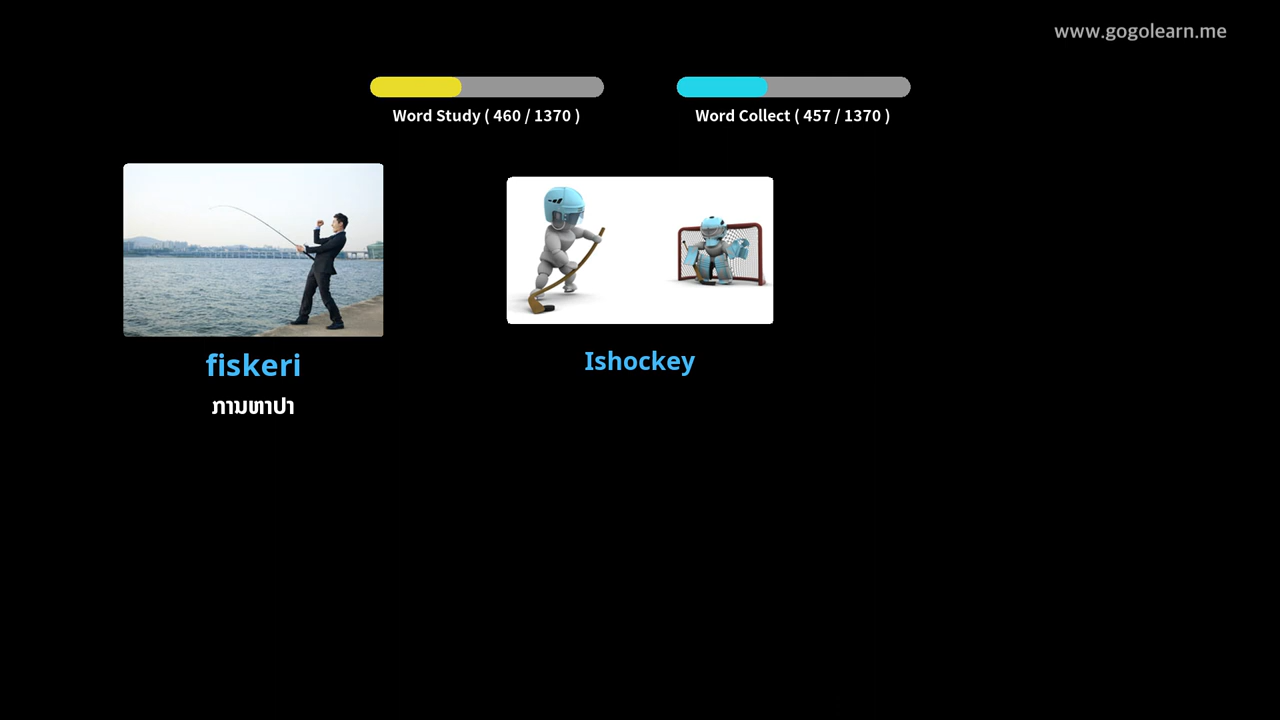 www.gogolearn.me
Word Study ( 460 / 1370 )
Word Collect ( 457 / 1370 )
fiskeri
ການຫາປາ
Ishockey